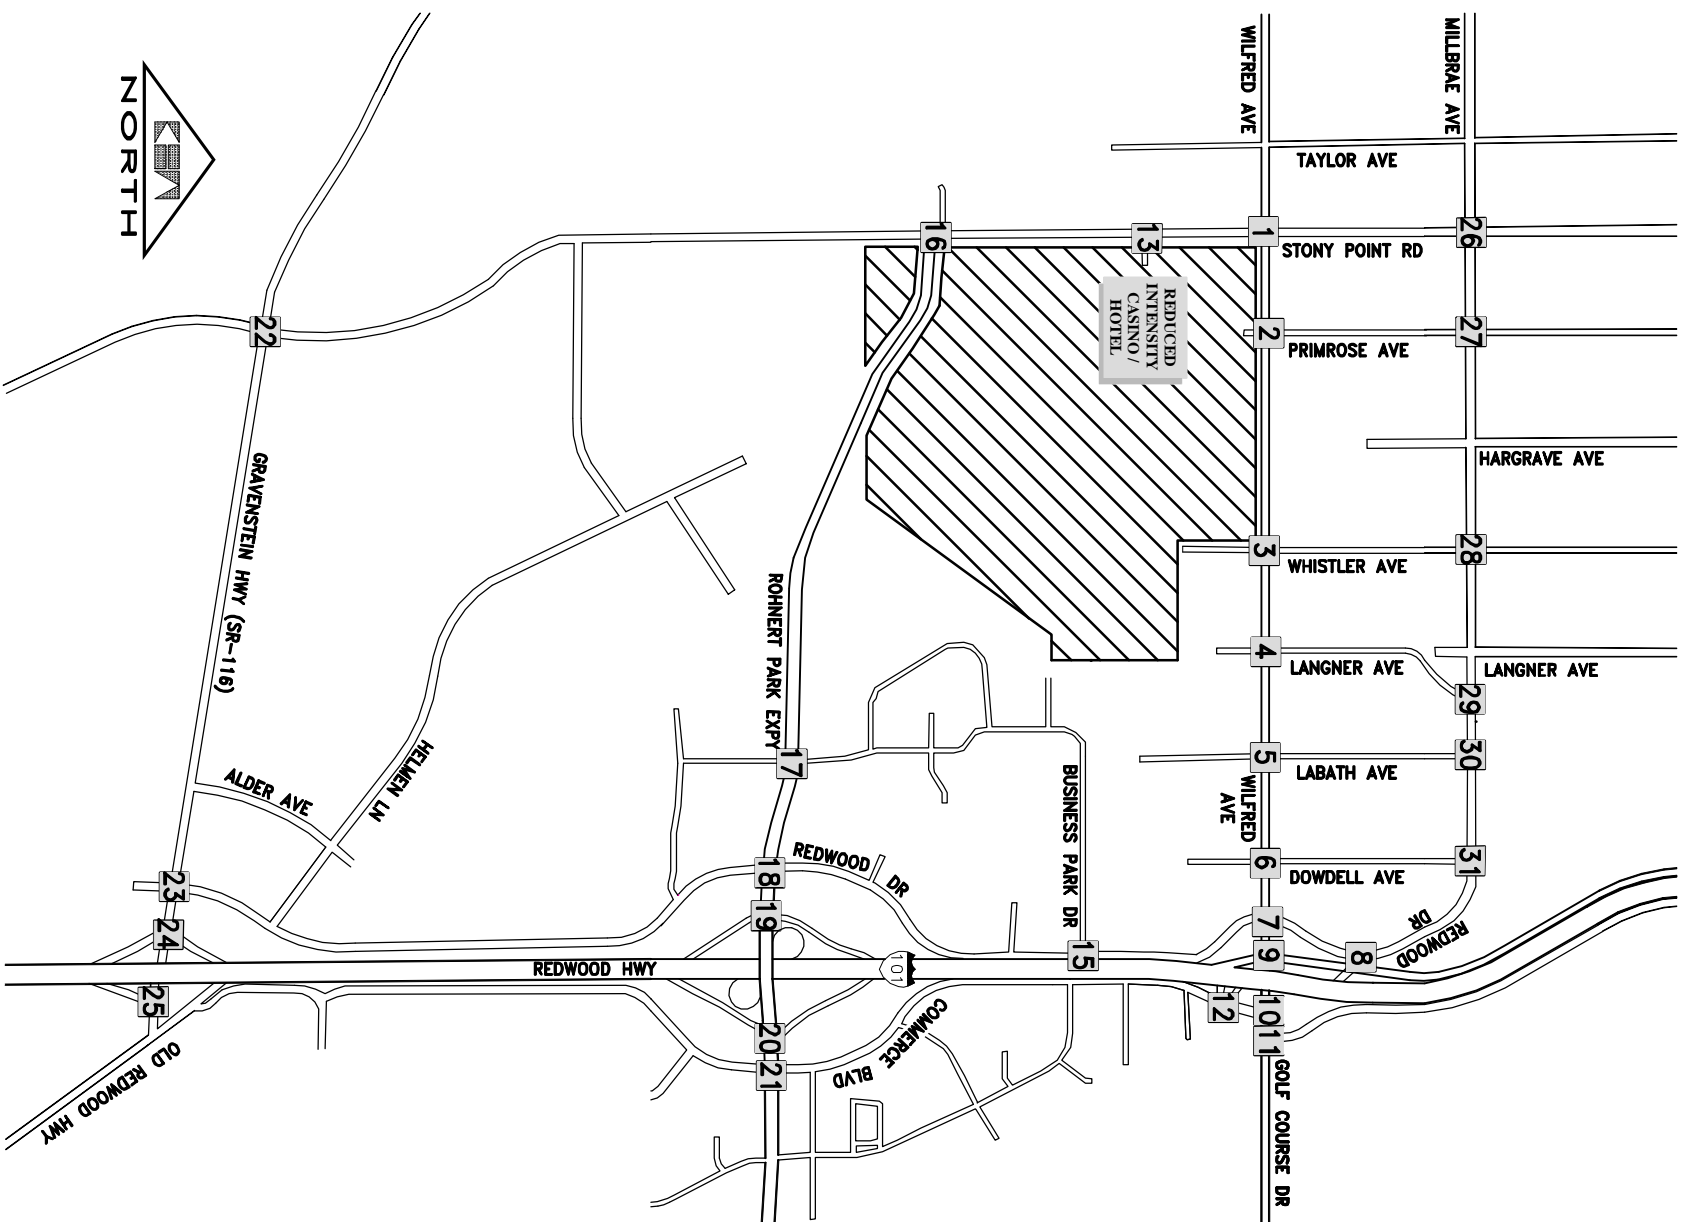 WILFRED AVE
MILLBRAE AVE
NORTH
TAYLOR AVE
16
13
1
26
STONY POINT RD
REDUCED
INTENSITY
CASINO /
HOTEL
22
2
27
PRIMROSE AVE
HARGRAVE AVE
GRAVENSTEIN HWY (SR-116)
3
28
WHISTLER AVE
ROHNERT PARK EXPY
4
LANGNER AVE
LANGNER AVE
29
17
5
30
LABATH AVE
ALDER AVE
HELMEN LN
BUSINESS PARK DR
WILFRED
AVE
REDWOOD DR
18
6
31
DOWDELL AVE
23
19
7
REDWOOD
DR
24
15
9
8
REDWOOD HWY
101
25
12
10
11
20
21
COMMERCE BLVD
OLD REDWOOD HWY
GOLF COURSE DR